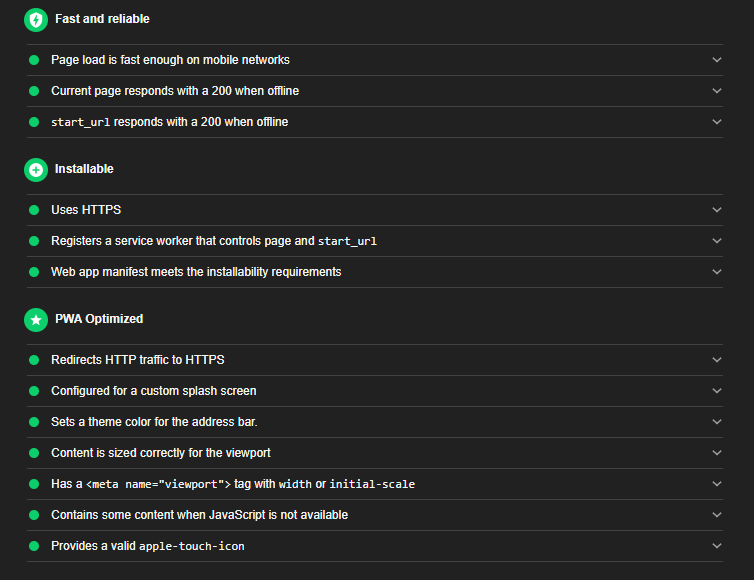 Fast and reliable
Page load is fast enough on mobile networks
Current page responds with a 200 when offline
start_url responds with a 200 when offline
Installable
Uses HTTPS
Registers a service worker that controls page and start_url
Web app manifest meets the installability requirements
PWA Optimized
Redirects HTTP traffic to HTTPS
Configured for a custom splash screen
Sets a theme color for the address bar.
Content is sized correctly for the viewport
Has a <meta name="viewport"> tag with width or initial-scale
Contains some content when JavaScript is not available
Provides a valid apple-touch-icon